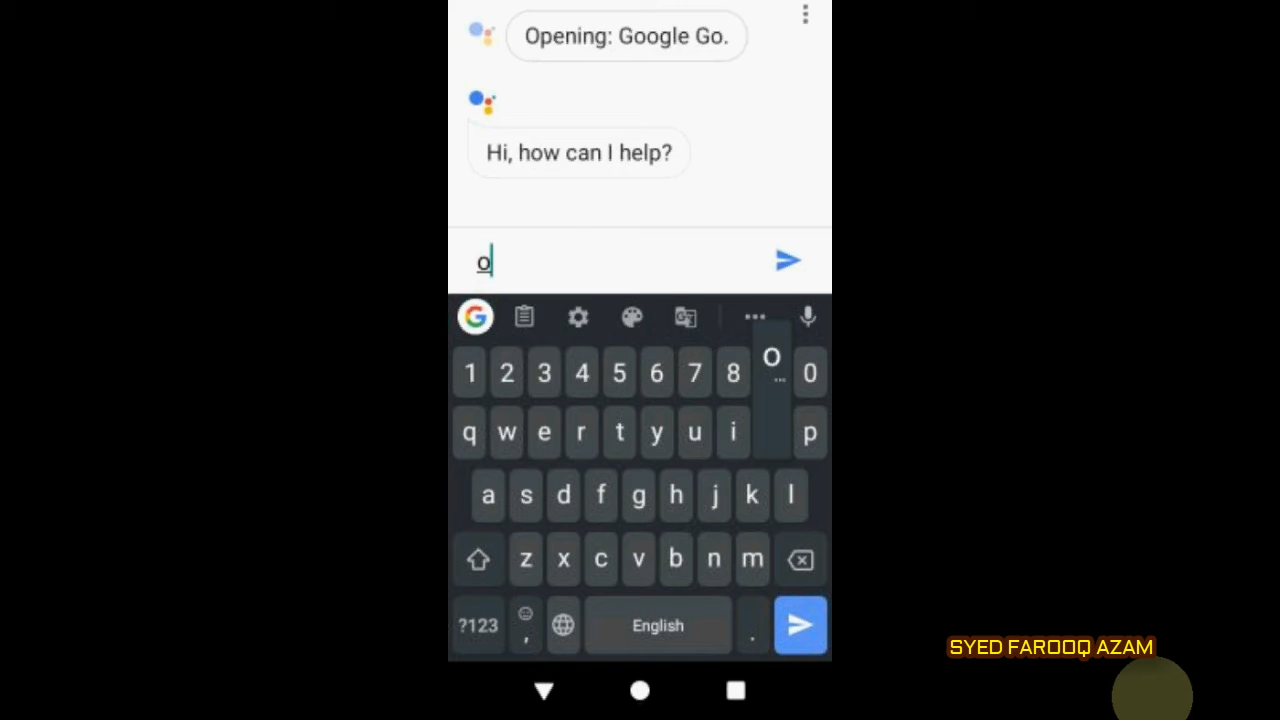 Opening: Google Go.
Hi, how can I help?
o
1 2 3 4 5 6 7 8 o 0
q w e r t y u i p
a s d f g h j k l
z x c v b n m
?123 , English .
SYED FAROOQ AZAM